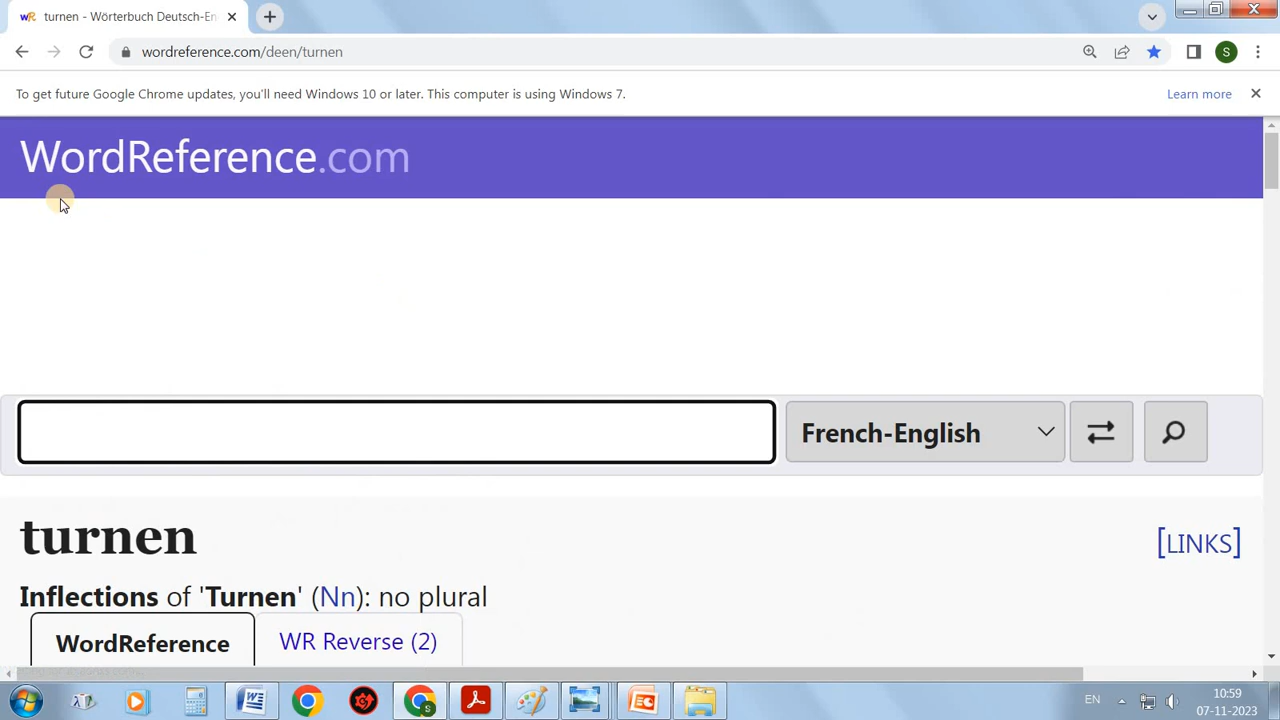 turnen - Wörterbuch Deutsch-En
wordreference.com/deen/turnen
S
To get future Google Chrome updates, you'll need Windows 10 or later. This computer is using Windows 7.
Learn more
WordReference.com
French-English
turnen
[LINKS]
Inflections of 'Turnen' (Nn): no plural
WordReference
WR Reverse (2)
EN
10:59
07-11-2023